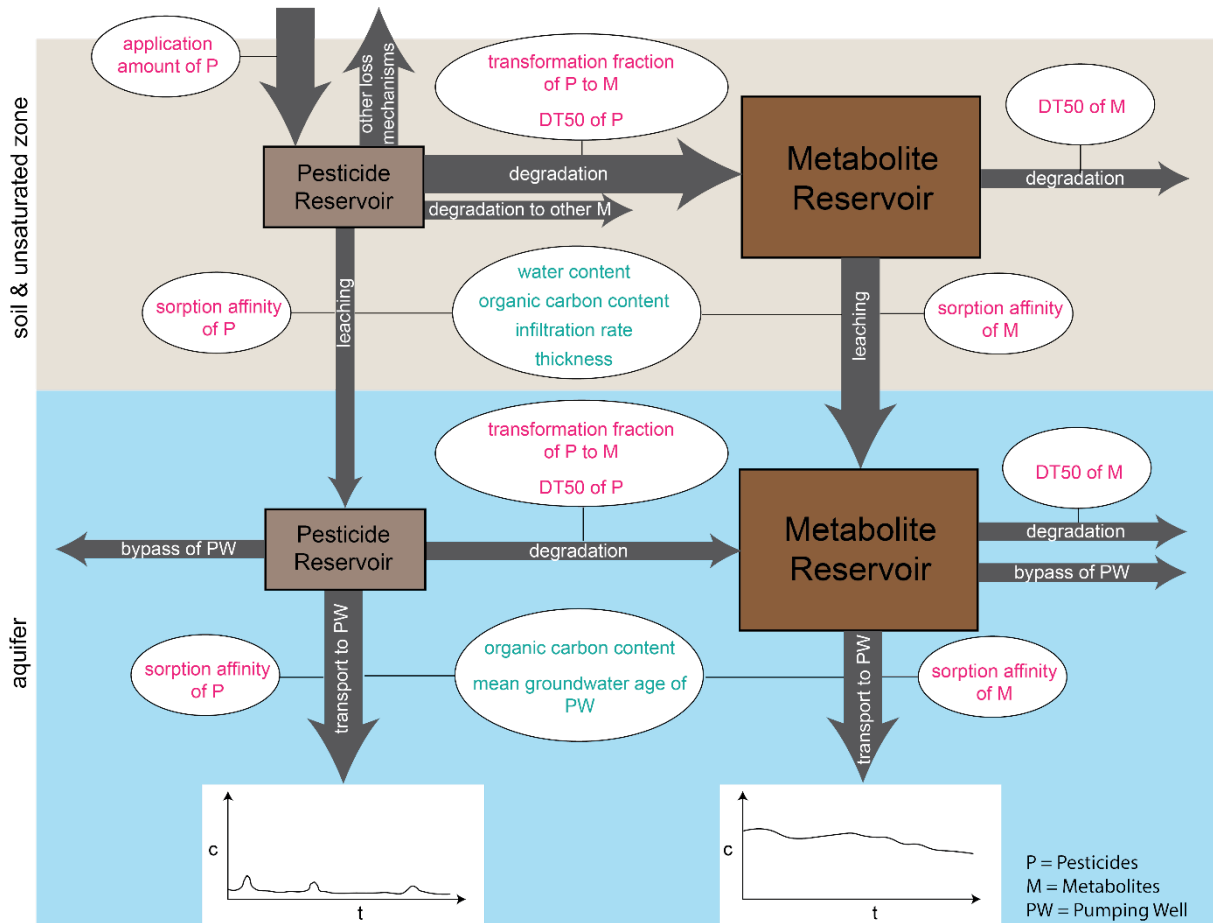 application
amount of P
other loss
mechanisms
transformation fraction
of P to M
DT50 of P
DT50 of M
Pesticide
Reservoir
degradation
degradation to other M
Metabolite
Reservoir
degradation
soil & unsaturated zone
sorption affinity
of P
leaching
water content
organic carbon content
infiltration rate
thickness
leaching
sorption affinity
of M
transformation fraction
of P to M
DT50 of P
DT50 of M
bypass of PW
Pesticide
Reservoir
degradation
Metabolite
Reservoir
degradation
bypass of PW
aquifer
sorption affinity
of P
transport to PW
organic carbon content
mean groundwater age of
PW
transport to PW
sorption affinity
of M
c
t
c
t
P = Pesticides
M = Metabolites
PW = Pumping Well